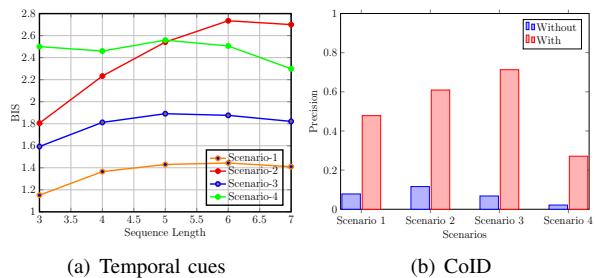 2.8
2.6
2.4
2.2
2
1.8
1.6
1.4
1.2
1
BIS
3 3.5 4 4.5 5 5.5 6 6.5 7
Sequence Length
Scenario-1
Scenario-2
Scenario-3
Scenario-4
(a) Temporal cues
1
0.8
0.6
0.4
0.2
0
Precision
Without
With
Scenario 1 Scenario 2 Scenario 3 Scenario 4
Scenarios
(b) CoID